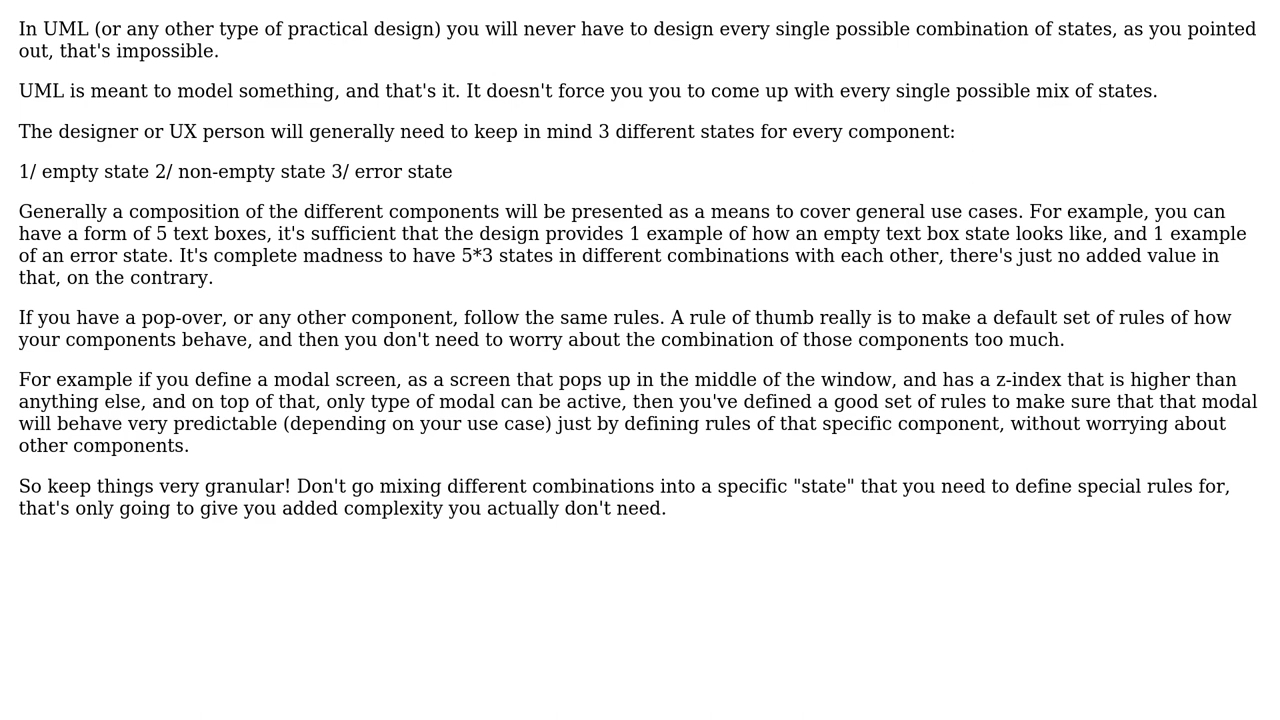 In UML (or any other type of practical design) you will never have to design every single possible combination of states, as you pointed
out, that's impossible.
UML is meant to model something, and that's it. It doesn't force you you to come up with every single possible mix of states.
The designer or UX person will generally need to keep in mind 3 different states for every component:
1/ empty state 2/ non-empty state 3/ error state
Generally a composition of the different components will be presented as a means to cover general use cases. For example, you can
have a form of 5 text boxes, it's sufficient that the design provides 1 example of how an empty text box state looks like, and 1 example
of an error state. It's complete madness to have 5*3 states in different combinations with each other, there's just no added value in
that, on the contrary.
If you have a pop-over, or any other component, follow the same rules. A rule of thumb really is to make a default set of rules of how
your components behave, and then you don't need to worry about the combination of those components too much.
For example if you define a modal screen, as a screen that pops up in the middle of the window, and has a z-index that is higher than
anything else, and on top of that, only type of modal can be active, then you've defined a good set of rules to make sure that that modal
will behave very predictable (depending on your use case) just by defining rules of that specific component, without worrying about
other components.
So keep things very granular! Don't go mixing different combinations into a specific "state" that you need to define special rules for,
that's only going to give you added complexity you actually don't need.